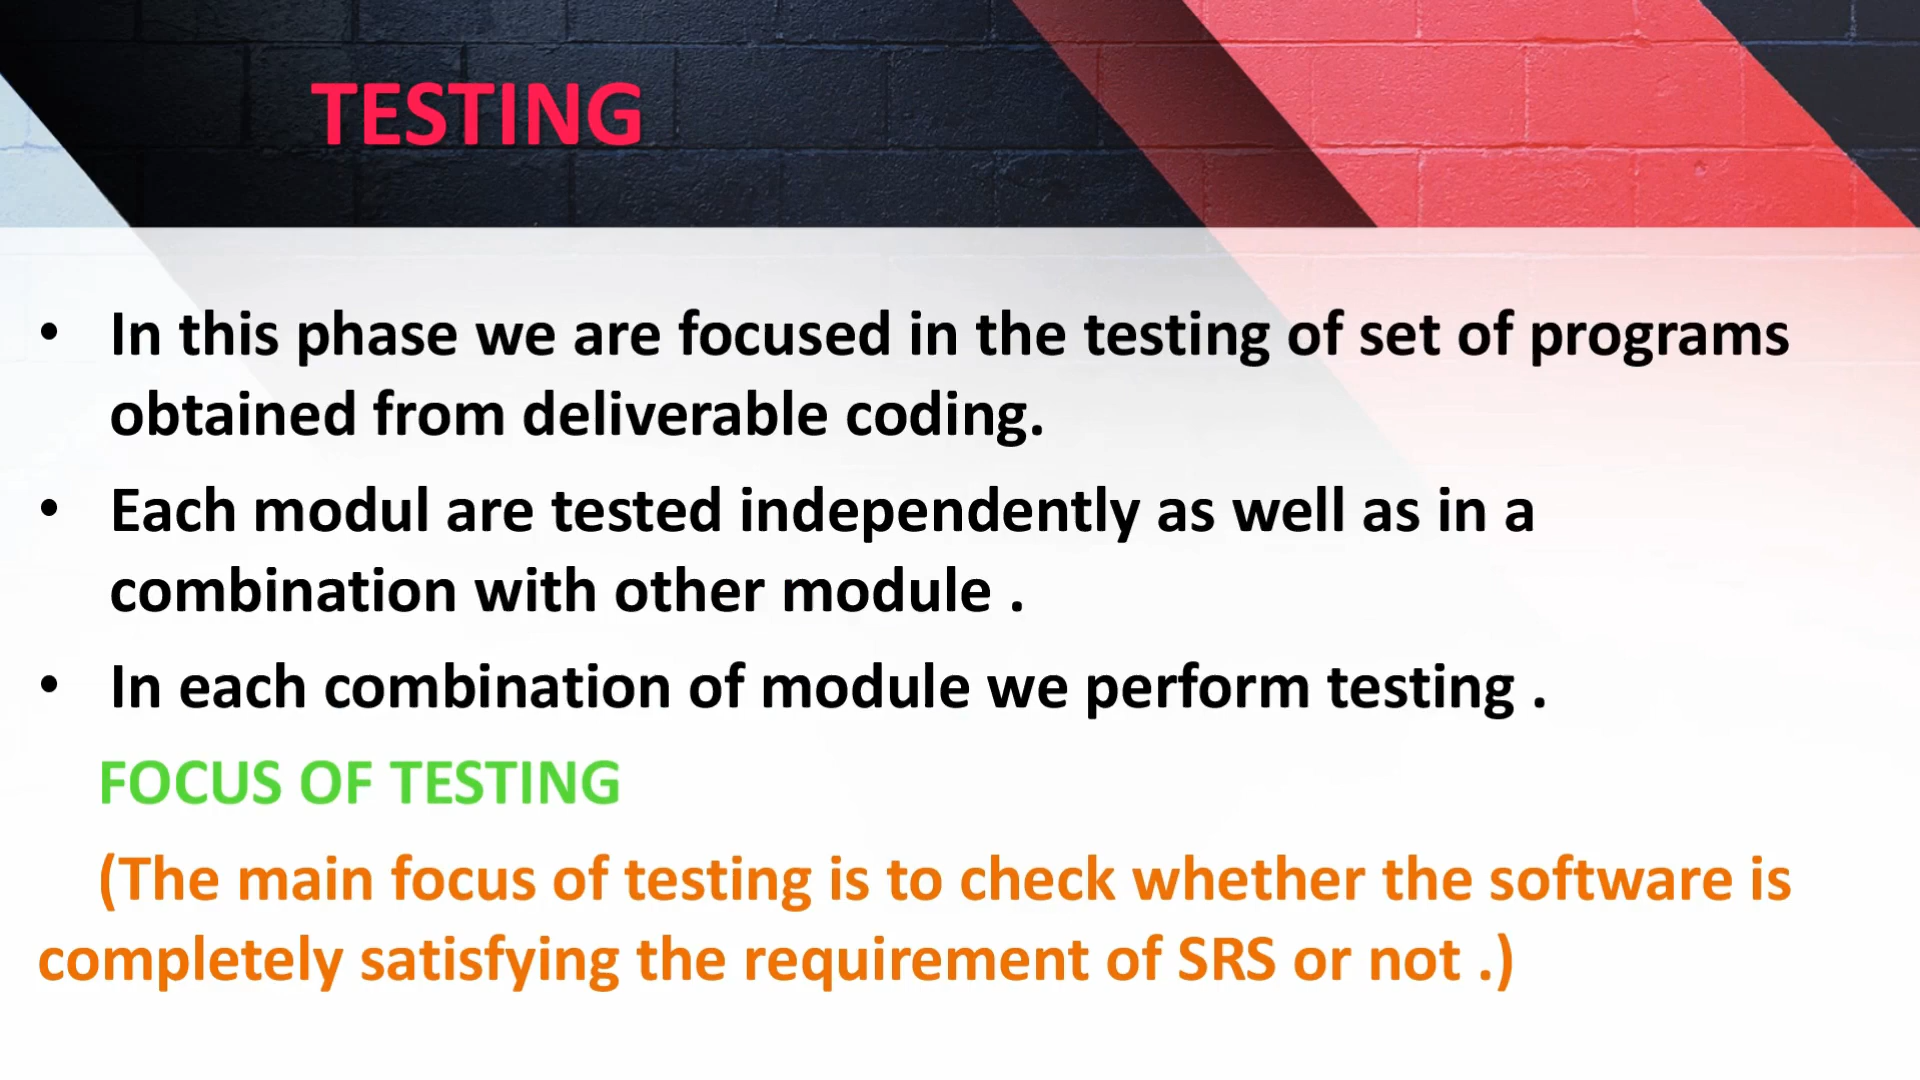 TESTING
• In this phase we are focused in the testing of set of programs
obtained from deliverable coding.
• Each modul are tested independently as well as in a
combination with other module .
• In each combination of module we perform testing .
FOCUS OF TESTING
(The main focus of testing is to check whether the software is
completely satisfying the requirement of SRS or not .)